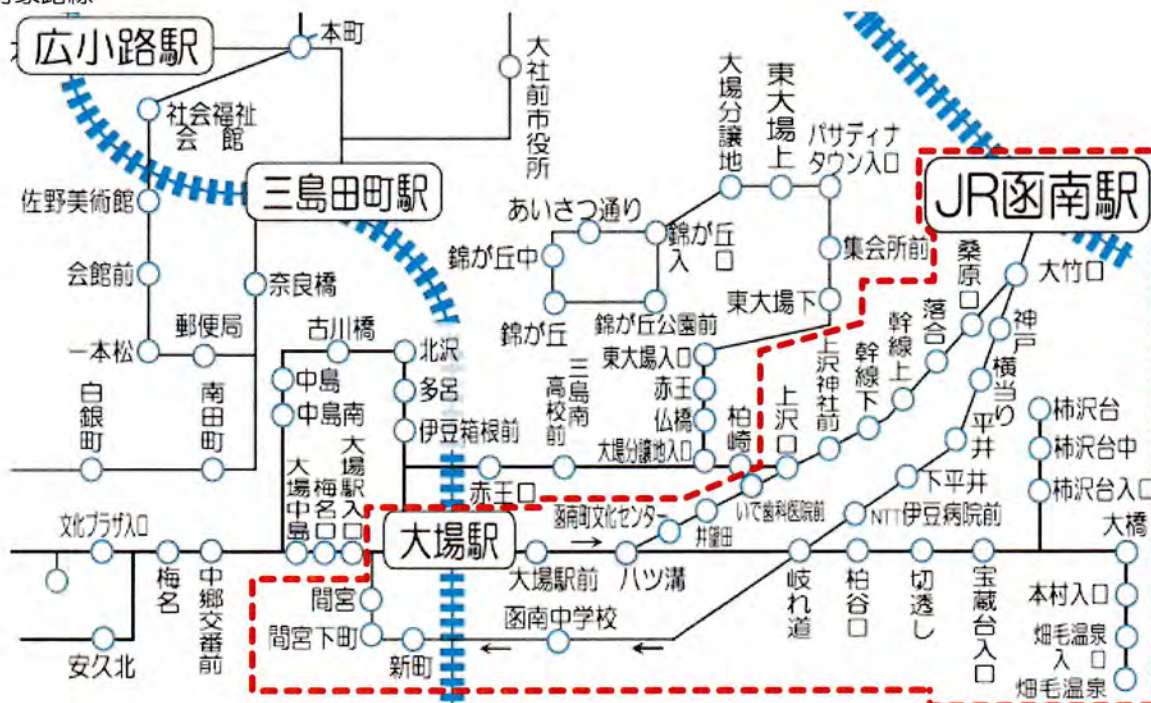 広小路駅
本町
社会福祉
会館
大社前市役所
大場分譲地
東大場上
パサディナ
タウン入口
JR函南駅
佐野美術館
三島田町駅
あいさつ通り
錦が丘
入口
錦が丘中
集会所前
桑原口
大竹口
会館前
奈良橋
錦が丘
錦が丘公園前
東大場下
落合
神戸
郵便局
古川橋
北沢
三島南
高校前
東大場入口
上沢神社前
幹線下
幹線上
横当り
一本松
中島
多呂
赤王
柏崎
上沢口
平井
柿沢台
白銀町
南田町
中島南
伊豆箱根前
仏橋
大場分譲地入口
柿沢台中
下平井
柿沢台入口
大場中島
梅名口
大場駅入口
赤王口
いで歯科医院前
NTT伊豆病院前
大橋
文化プラザ入口
大場駅
函南町文化センター
井望田
梅名
中郷交番前
大場駅前
→
八ツ溝
岐れ道
柏谷口
切透し
宝蔵台入口
本村入口
間宮
間宮下町
函南中学校
畑毛温泉
入口
安久北
新町
←
←
畑毛温泉